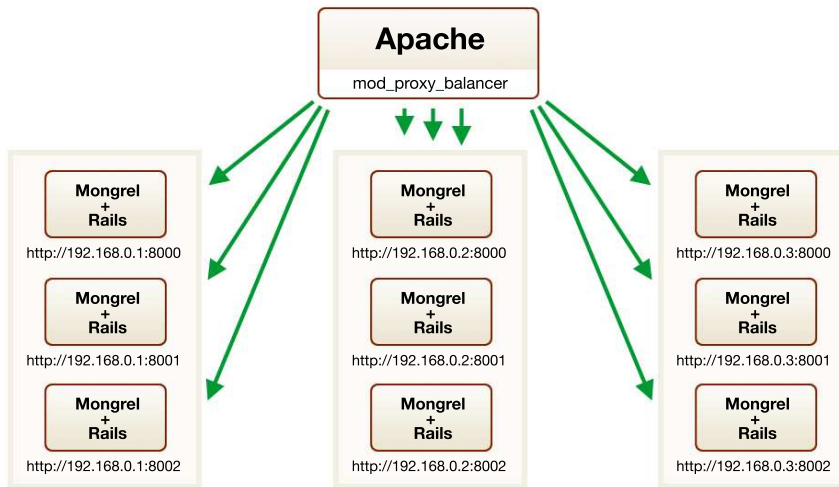 Apache
mod_proxy_balancer
Mongrel
+
Rails
http://192.168.0.1:8000
Mongrel
+
Rails
http://192.168.0.1:8001
Mongrel
+
Rails
http://192.168.0.1:8002
Mongrel
+
Rails
http://192.168.0.2:8000
Mongrel
+
Rails
http://192.168.0.2:8001
Mongrel
+
Rails
http://192.168.0.2:8002
Mongrel
+
Rails
http://192.168.0.3:8000
Mongrel
+
Rails
http://192.168.0.3:8001
Mongrel
+
Rails
http://192.168.0.3:8002